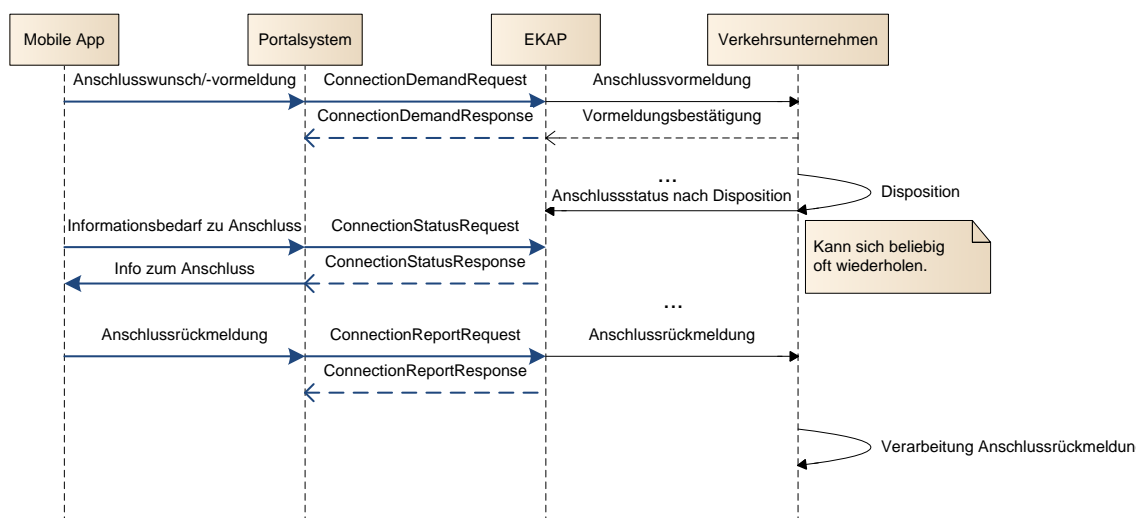 Mobile App
Portalsystem
EKAP
Verkehrsunternehmen
Anschlusswunsch/-vormeldung
ConnectionDemandRequest
Anschlussvormeldung
ConnectionDemandResponse
Vormeldungsbestätigung
...
Anschlussstatus nach Disposition
Disposition
Informationsbedarf zu Anschluss
ConnectionStatusRequest
Kann sich beliebig
oft wiederholen.
Info zum Anschluss
ConnectionStatusResponse
...
Anschlussrückmeldung
ConnectionReportRequest
Anschlussrückmeldung
ConnectionReportResponse
Verarbeitung Anschlussrückmeldun